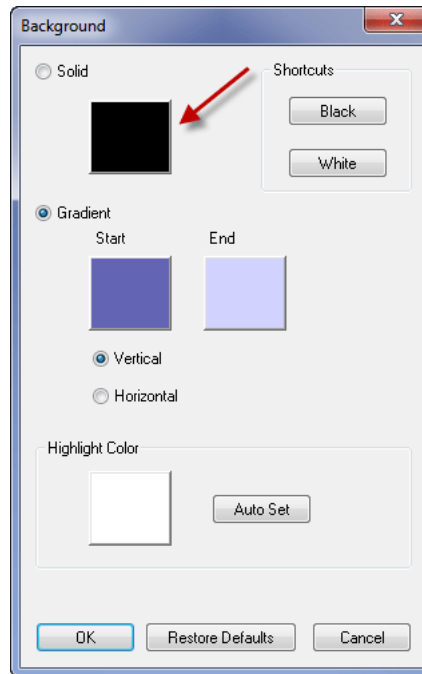 Background
Solid
Shortcuts
Black
White
Gradient
Start End
Vertical
Horizontal
Highlight Color
Auto Set
OK Restore Defaults Cancel